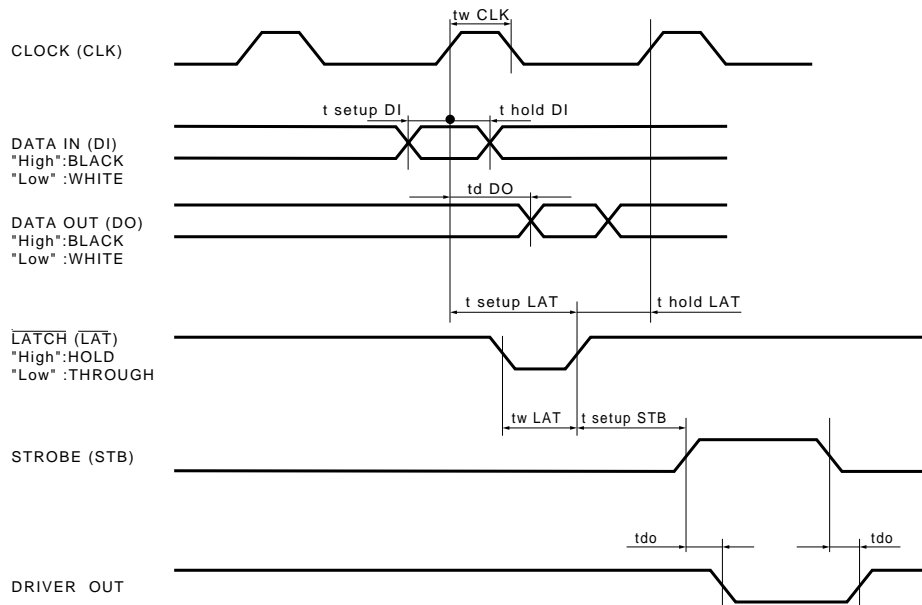 tw CLK
CLOCK (CLK)
t setup DI
t hold DI
DATA IN (DI)
"High":BLACK
"Low" :WHITE
td DO
DATA OUT (DO)
"High":BLACK
"Low" :WHITE
t setup LAT
t hold LAT
LATCH (LAT)
"High":HOLD
"Low" :THROUGH
tw LAT
t setup STB
STROBE (STB)
tdo
tdo
DRIVER OUT